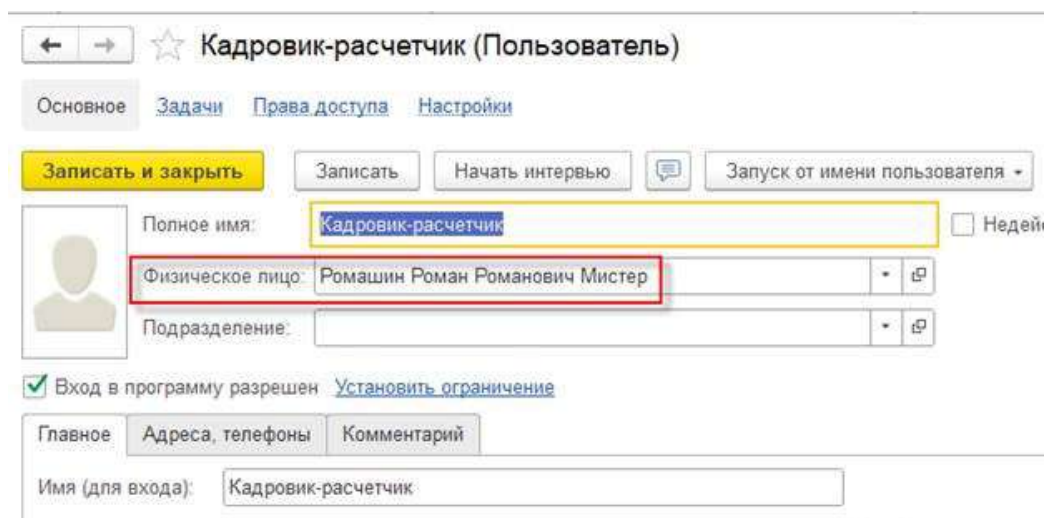 Кадровик-расчетчик (Пользователь)
Основное Задачи Права доступа Настройки
Записать и закрыть Записать Начать интервью Запуск от имени пользователя
Полное имя: Кадровик-расчетчик
Физическое лицо: Ромашин Роман Романович Мистер
Подразделение:
Вход в программу разрешен Установить ограничение
Главное Адреса, телефоны Комментарий
Имя (для входа): Кадровик-расчетчик